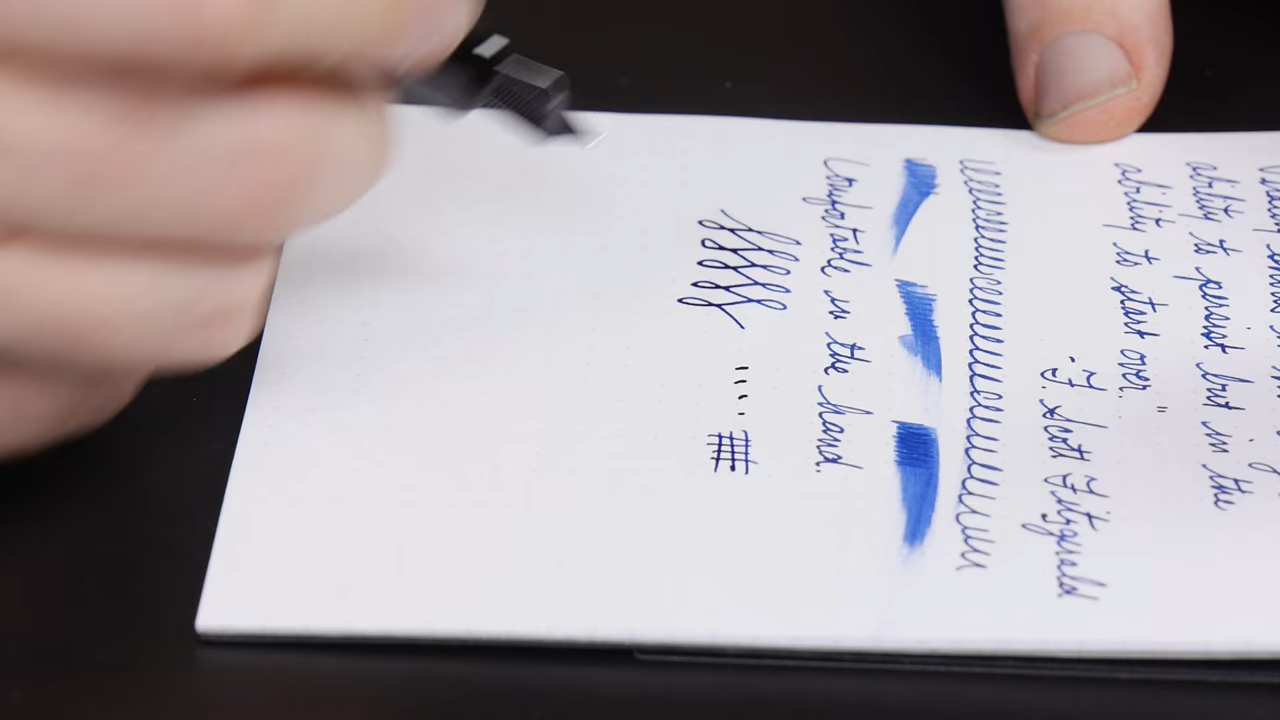 ability to persist but in the
ability to start over."
-F. Scott Fitzgerald
Comfortable in the hand.